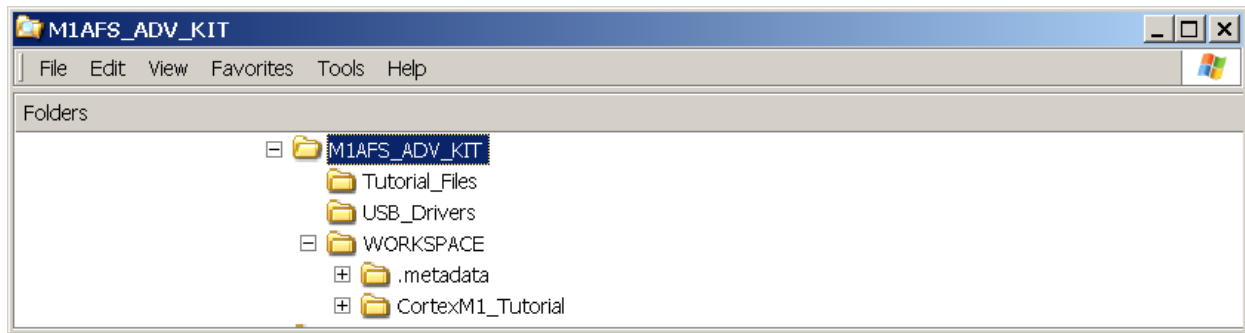 M1AFS_ADV_KIT
File Edit View Favorites Tools Help
Folders
M1AFS_ADV_KIT
Tutorial_Files
USB_Drivers
WORKSPACE
.metadata
CortexM1_Tutorial